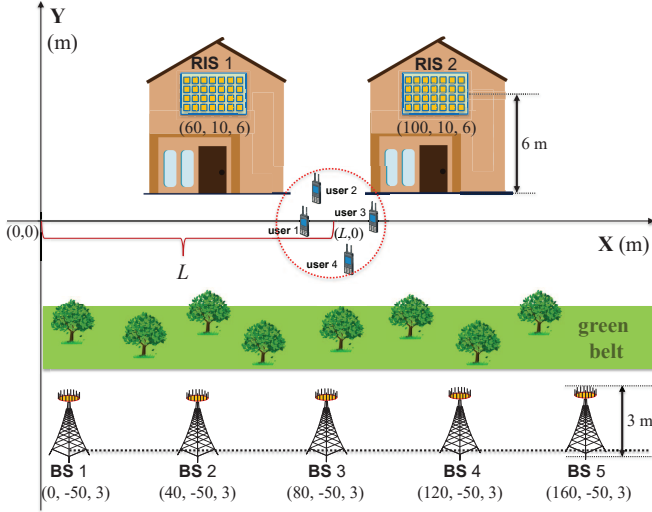 Y
(m)
RIS 1
RIS 2
(60, 10, 6)
(100, 10, 6)
6 m
user 2
user 3
user 1
(0,0)
(L,0)
X (m)
L
user 4
green
belt
3 m
BS 1
BS 2
BS 3
BS 4
BS 5
(0, -50, 3)
(40, -50, 3)
(80, -50, 3)
(120, -50, 3)
(160, -50, 3)